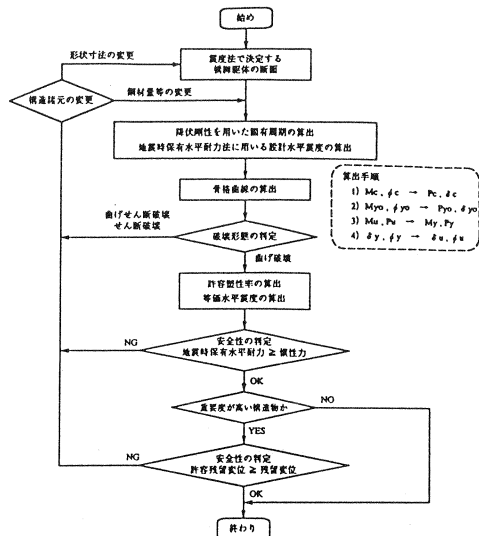 始め
形状寸法の変更
震度法で決定する
橋脚躯体の断面
構造諸元の変更
鋼材量等の変更
降伏剛性を用いた固有周期の算出
地震時保有水平耐力法に用いる設計水平震度の算出
算出手順
1) Mc, φc → Pc, δc
2) Myo, φyo → Pyo, δyo
3) Mu, Pu → My, Py
4) δy, φy → δu, φu
骨格曲線の算出
曲げせん断破壊
せん断破壊
破壊形態の判定
曲げ破壊
許容塑性率の算出
等価水平震度の算出
NG
安全性の判定
地震時保有水平耐力 ≧ 慣性力
OK
重要度が高い構造物か
NO
YES
NG
安全性の判定
許容残留変位 ≧ 残留変位
OK
終わり